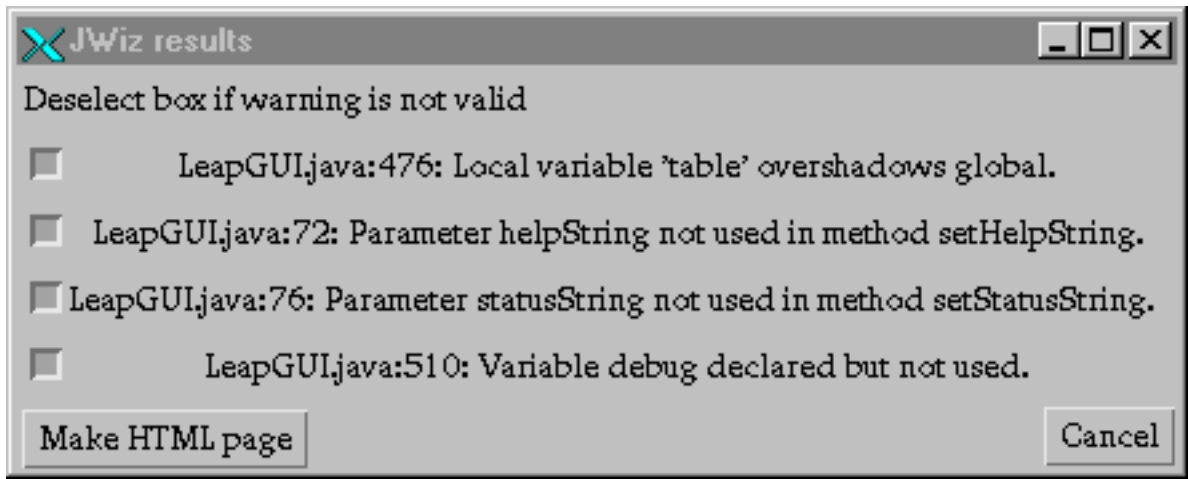 JWiz results
Deselect box if warning is not valid
LeapGUI.java:476: Local variable 'table' overshadows global.
LeapGUI.java:72: Parameter helpString not used in method setHelpString.
LeapGUI.java:76: Parameter statusString not used in method setStatusString.
LeapGUI.java:510: Variable debug declared but not used.
Make HTML page
Cancel